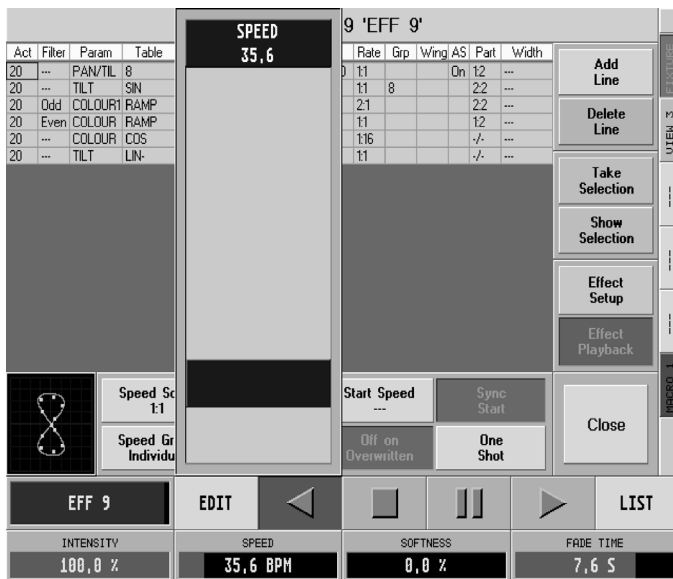 9 'EFF 9'
SPEED
35,6
Act Filter Param Table Rate Grp Wing AS Part Width
20 --- PAN/TIL 8 1:1 On 1:2 ---
20 --- TILT SIN 1:1 8 2:2 ---
20 Odd COLOUR1 RAMP 2:1 2:2 ---
20 Even COLOUR RAMP 1:1 1:2 ---
20 --- COLOUR COS 1:16 -/- ---
20 --- TILT LIN- 1:1 -/- ---
Add
Line
Delete
Line
Take
Selection
Show
Selection
Effect
Setup
Effect
Playback
Close
FIXTURE
VIEW M
---
---
---
MACRO 1
Speed Sc
1:1
Speed Gr
Individu
Start Speed
---
Sync
Start
Off on
Overwritten
One
Shot
EFF 9 EDIT LIST
INTENSITY SPEED SOFTNESS FADE TIME
100,0 % 35,6 BPM 0,0 % 7,6 S